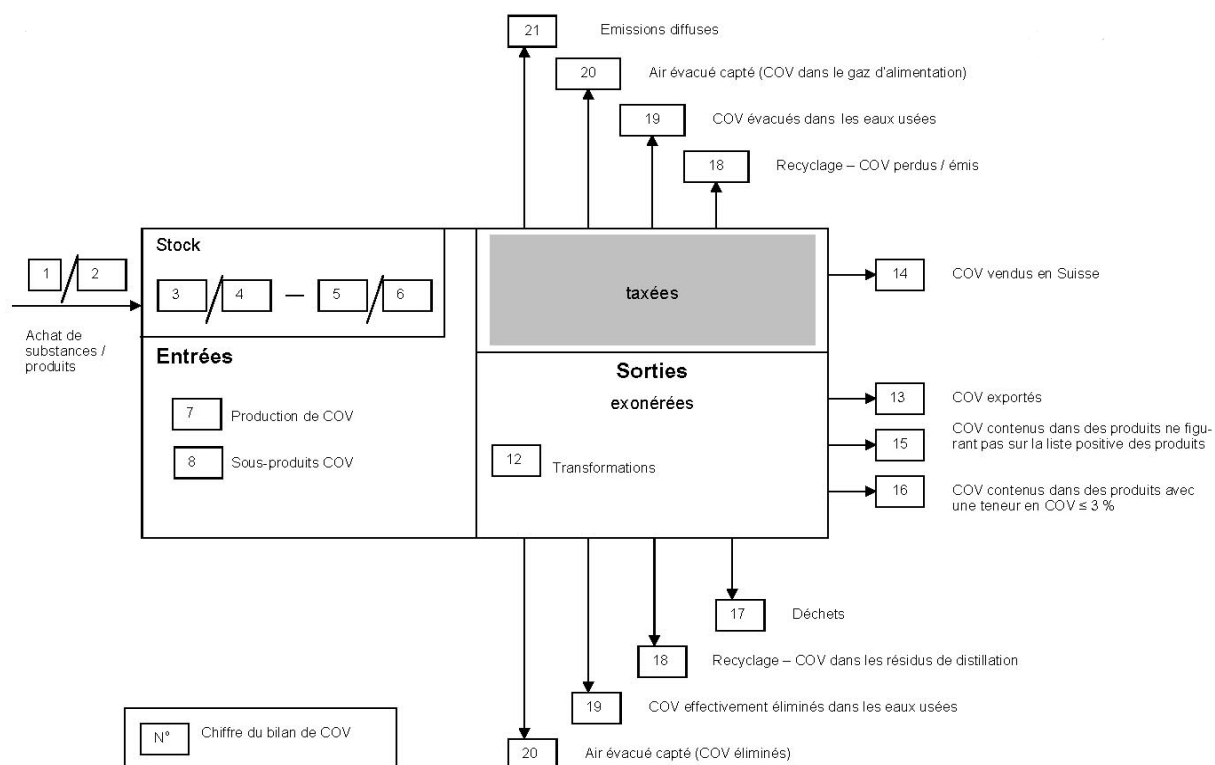 21 Emissions diffuses
20 Air évacué capté (COV dans le gaz d'alimentation)
19 COV évacués dans les eaux usées
18 Recyclage – COV perdus / émis
Stock
1 / 2
3 / 4 — 5 / 6
taxées
14 COV vendus en Suisse
Achat de
substances /
produits
Entrées
7 Production de COV
8 Sous-produits COV
Sorties
exonérées
12 Transformations
13 COV exportés
15 COV contenus dans des produits ne figu-
rant pas sur la liste positive des produits
16 COV contenus dans des produits avec
une teneur en COV ≤ 3 %
17 Déchets
18 Recyclage – COV dans les résidus de distillation
19 COV effectivement éliminés dans les eaux usées
N° Chiffre du bilan de COV
20 Air évacué capté (COV éliminés)